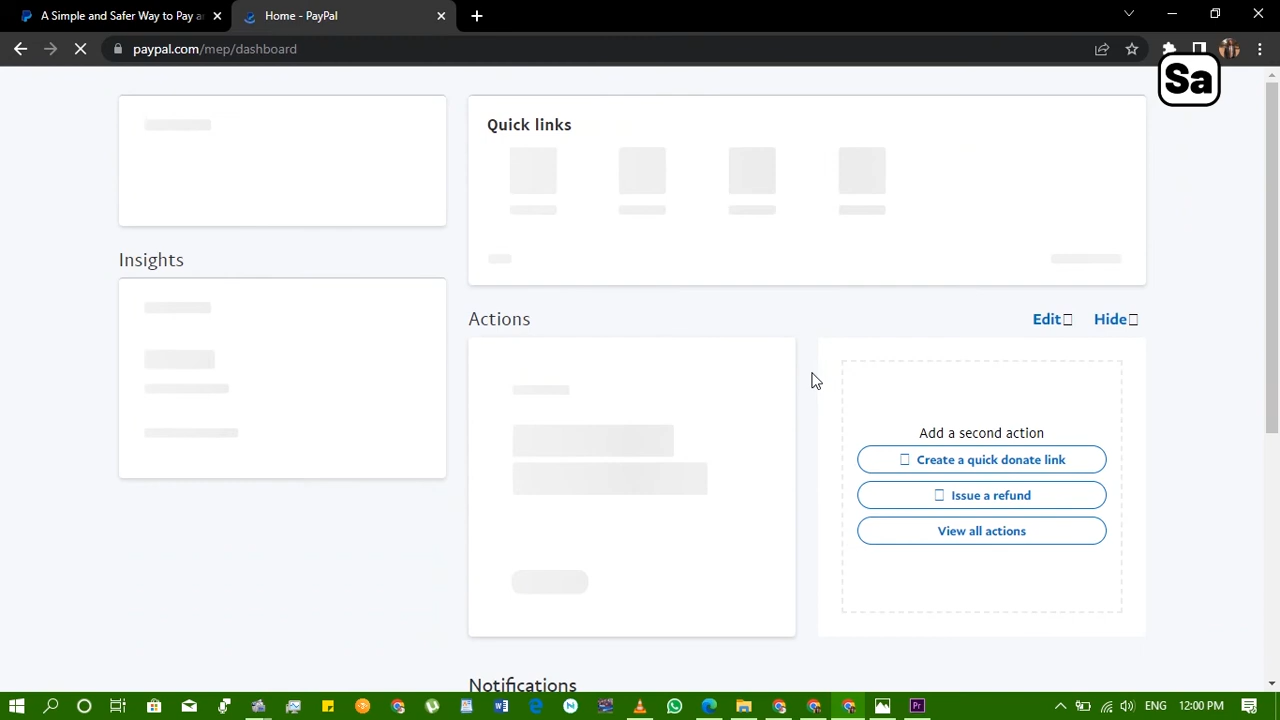 A Simple and Safer Way to Pay a
Home - PayPal
paypal.com/mep/dashboard
Sa
Quick links
Insights
Actions
Edit
Hide
Add a second action
Create a quick donate link
Issue a refund
View all actions
Notifications
ENG
12:00 PM